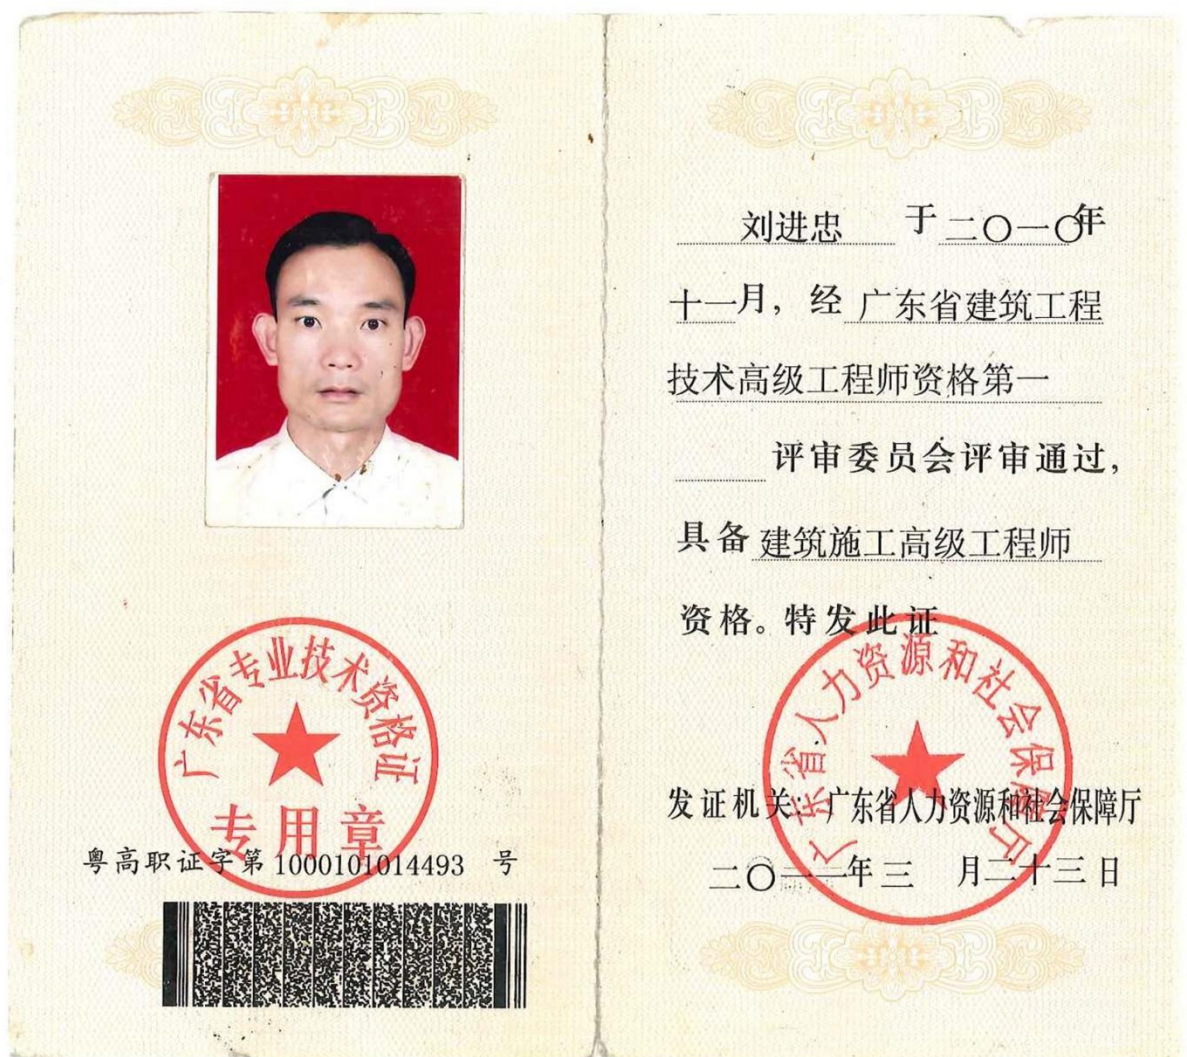 广东省专业技术资格证
专用章
粤高职证字第 1000101014493 号
刘进忠 于 二〇一〇年
十一月，经 广东省建筑工程
技术高级工程师资格第一
评审委员会评审通过，
具备 建筑施工高级工程师
资格。特发此证
广东省人力资源和社会保障厅
发证机关：广东省人力资源和社会保障厅
二〇一一年三 月二十三日